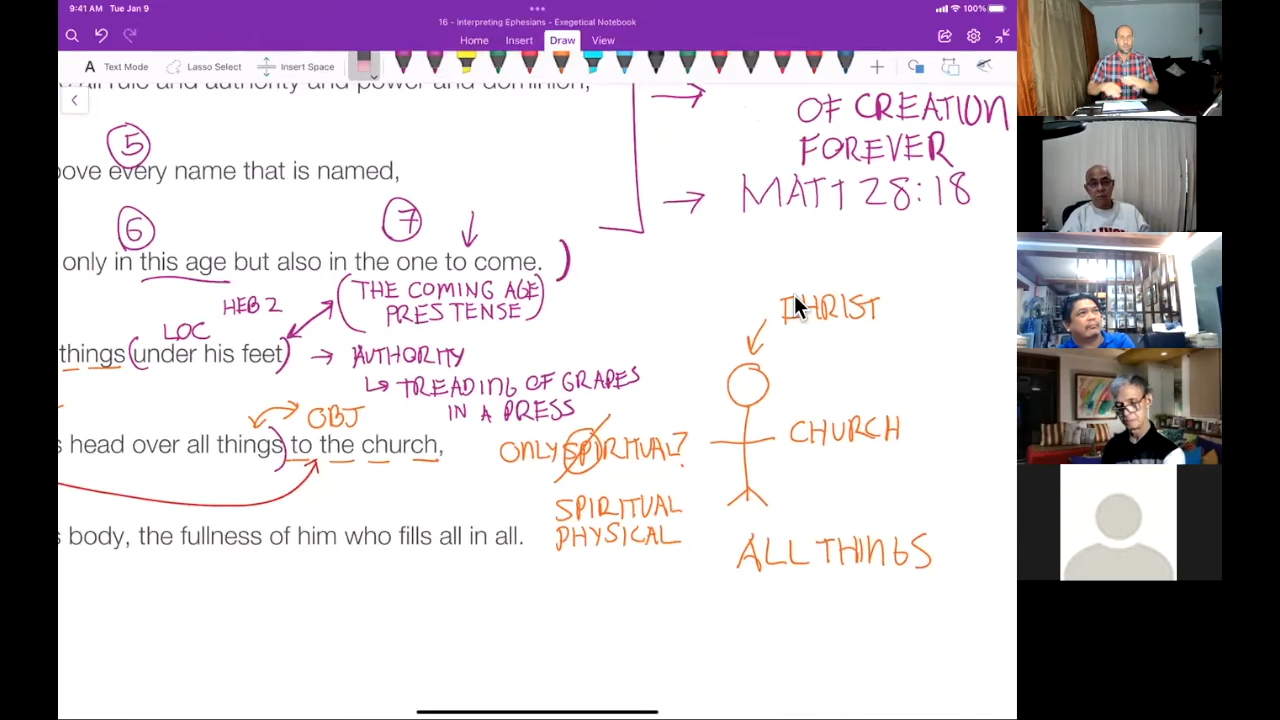 9:41 AM Tue Jan 9
100%
16 - Interpreting Ephesians - Exegetical Notebook
Home Insert Draw View
A Text Mode Lasso Select Insert Space
all rule and authority and power and dominion,
OF CREATION
FOREVER
5
every name that is named,
MATT 28:18
6 7
only in this age but also in the one to come.
HEB 2 (THE COMING AGE
PRES TENSE)
LOC
things (under his feet) → AUTHORITY
↳ TREADING OF GRAPES
IN A PRESS
CHRIST
OBJ
head over all things) to the church,
ONLY SPIRITUAL?
CHURCH
SPIRITUAL
PHYSICAL
body, the fullness of him who fills all in all.
ALL THINGS